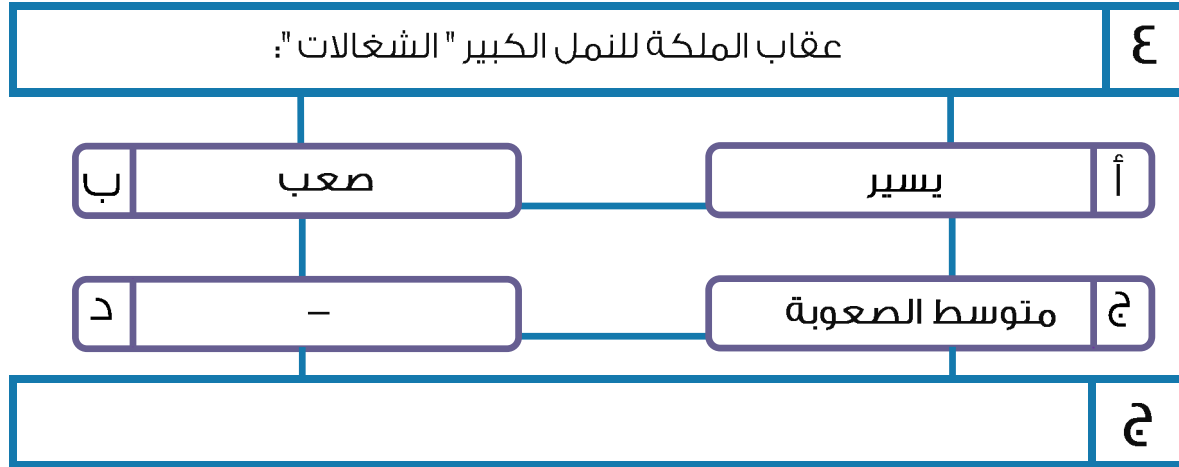 ٤
عقاب الملكة للنمل الكبير " الشغالات ":
أ
يسير
ب
صعب
ج
متوسط الصعوبة
د
–
ج